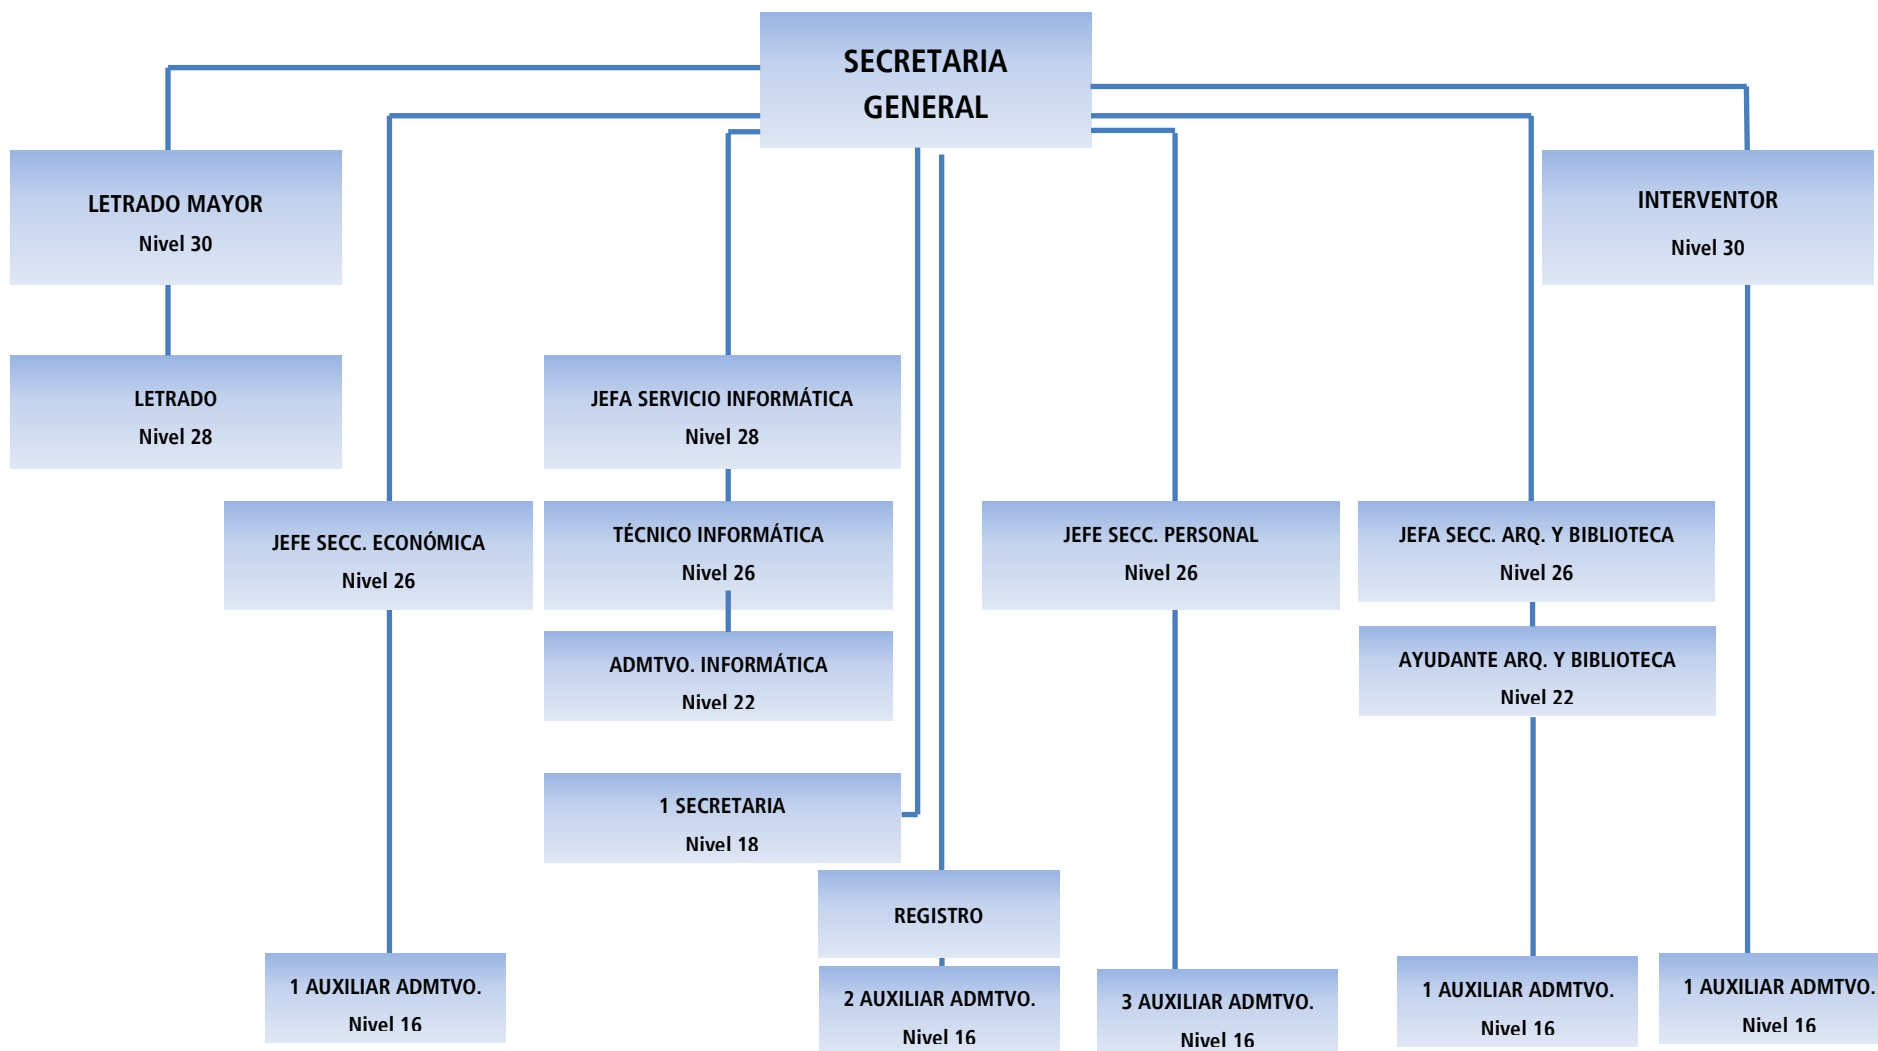 SECRETARIA
GENERAL
LETRADO MAYOR
Nivel 30
INTERVENTOR
Nivel 30
LETRADO
Nivel 28
JEFA SERVICIO INFORMÁTICA
Nivel 28
JEFE SECC. ECONÓMICA
Nivel 26
TÉCNICO INFORMÁTICA
Nivel 26
JEFE SECC. PERSONAL
Nivel 26
JEFA SECC. ARQ. Y BIBLIOTECA
Nivel 26
ADMTVO. INFORMÁTICA
Nivel 22
AYUDANTE ARQ. Y BIBLIOTECA
Nivel 22
1 SECRETARIA
Nivel 18
REGISTRO
1 AUXILIAR ADMTVO.
Nivel 16
2 AUXILIAR ADMTVO.
Nivel 16
3 AUXILIAR ADMTVO.
Nivel 16
1 AUXILIAR ADMTVO.
Nivel 16
1 AUXILIAR ADMTVO.
Nivel 16